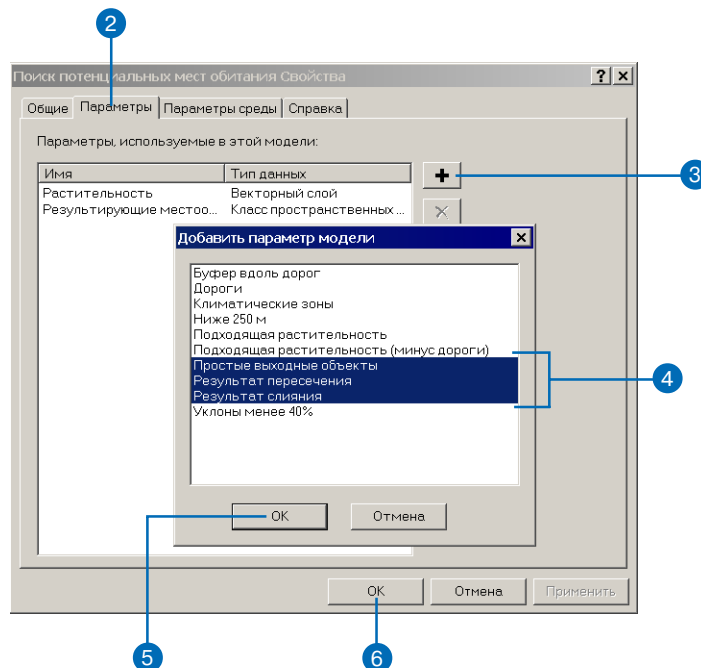 2
Поиск потенциальных мест обитания Свойства
Общие Параметры Параметры среды Справка
Параметры, используемые в этой модели:
Имя Тип данных
3
Растительность Векторный слой
Результирующие местоо... Класс пространственных ...
Добавить параметр модели
Буфер вдоль дорог
Дороги
Климатические зоны
Ниже 250 м
Подходящая растительность
Подходящая растительность (минус дороги)
Простые выходные объекты
Результат пересечения
4
Результат слияния
Уклоны менее 40%
OK Отмена
OK Отмена Применить
5 6